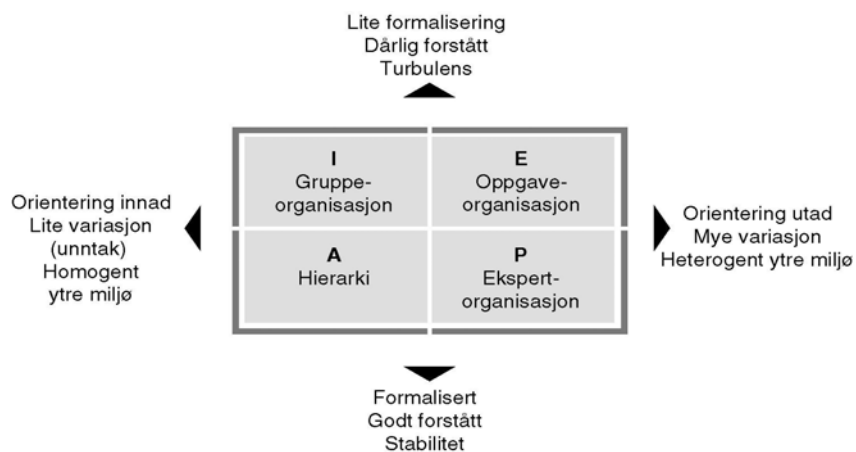 Lite formalisering
Dårlig forstått
Turbulens
I
Gruppe-
organisasjon
E
Oppgave-
organisasjon
Orientering innad
Lite variasjon
(unntak)
Homogent
ytre miljø
Orientering utad
Mye variasjon
Heterogent ytre miljø
A
Hierarki
P
Ekspert-
organisasjon
Formalisert
Godt forstått
Stabilitet